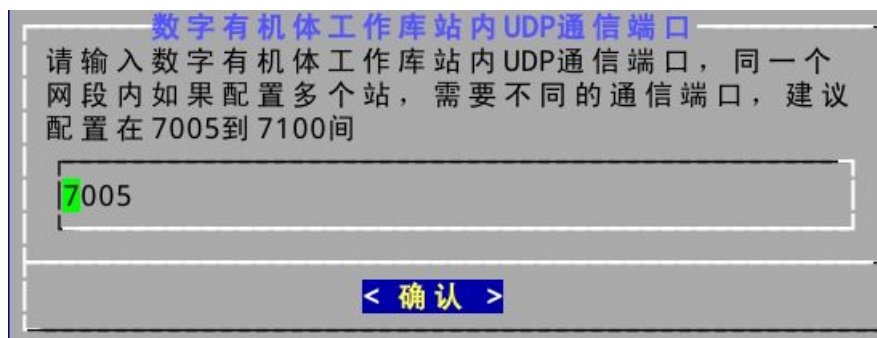 数字有机体工作库站内UDP通信端口
请输入数字有机体工作库站内UDP通信端口，同一个
网段内如果配置多个站，需要不同的通信端口，建议
配置在7005到7100间
7005
< 确认 >